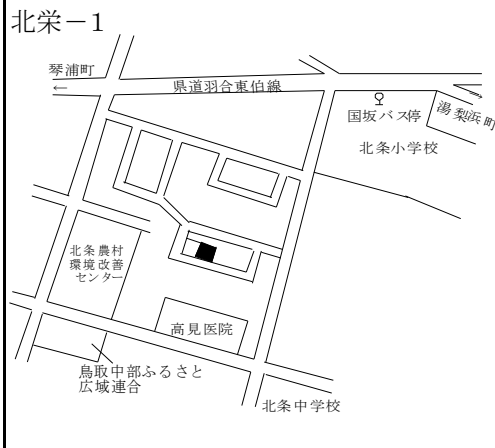 北栄－1
琴浦町
←
県道羽合東伯線
国坂バス停
湯梨浜町
北条小学校
北条農村
環境改善
センター
高見医院
鳥取中部ふるさと
広域連合
北条中学校